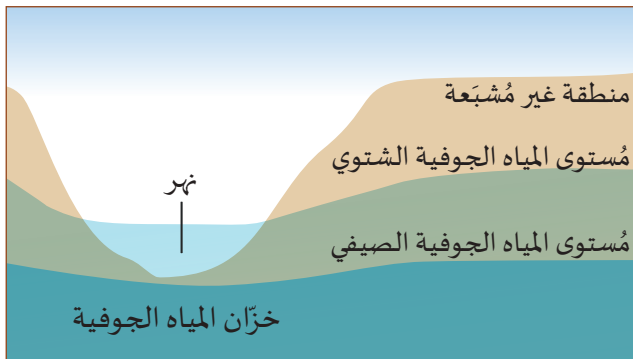 منطقة غير مُشبَعة
مُستوى المياه الجوفية الشتوي
نهر
مُستوى المياه الجوفية الصيفي
خزّان المياه الجوفية